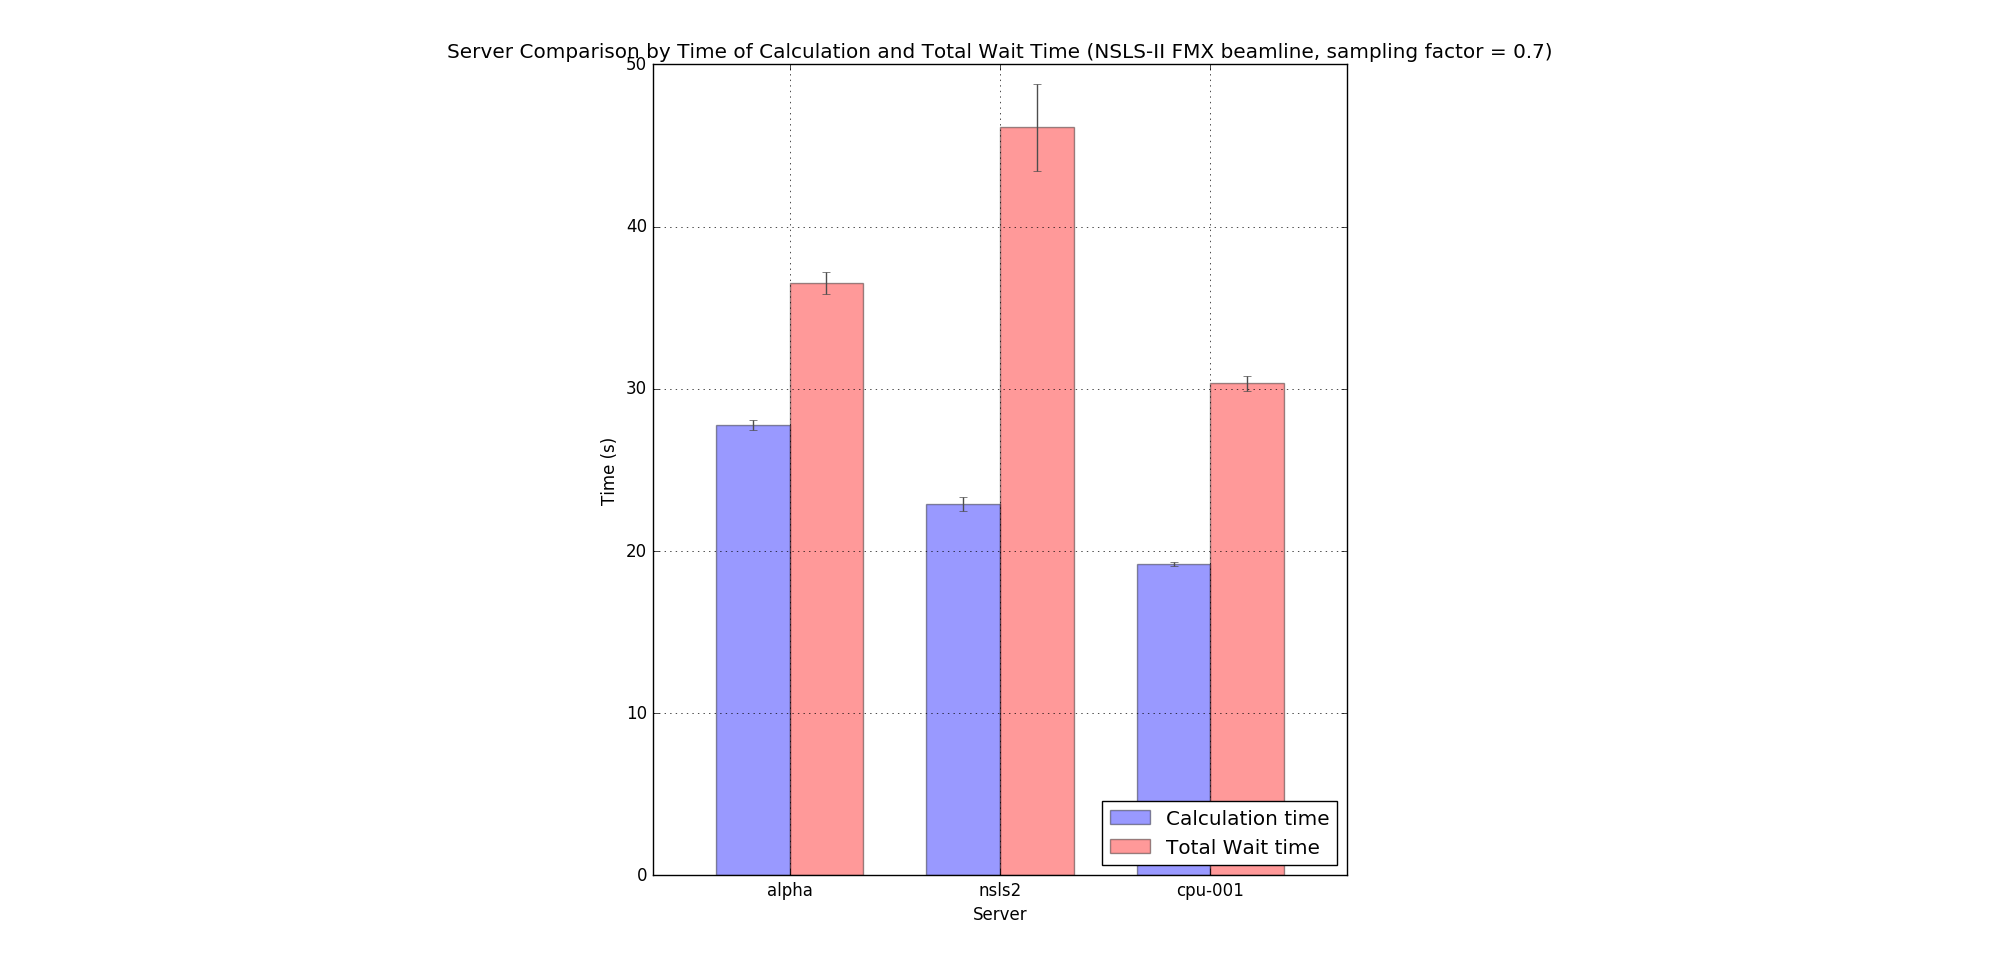 Server Comparison by Time of Calculation and Total Wait Time (NSLS-II FMX beamline, sampling factor = 0.7)
50
40
30
20
10
0
Time (s)
Calculation time
Total Wait time
alpha nsls2 cpu-001
Server